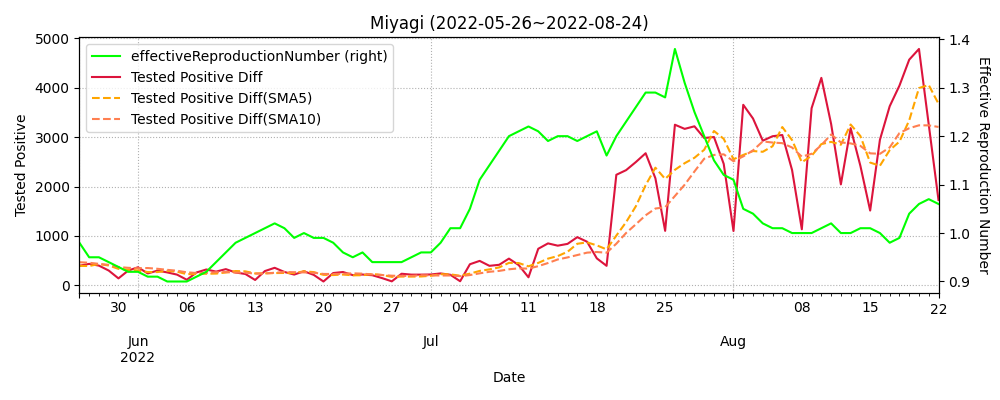 Miyagi (2022-05-26~2022-08-24)
effectiveReproductionNumber (right)
Tested Positive Diff
Tested Positive Diff(SMA5)
Tested Positive Diff(SMA10)
Tested Positive
5000
4000
3000
2000
1000
0
1.4
1.3
1.2
1.1
1.0
0.9
Effective Reproduction Number
30 06 13 20 27 04 11 18 25 08 15 22
Jun Jul Aug
2022
Date